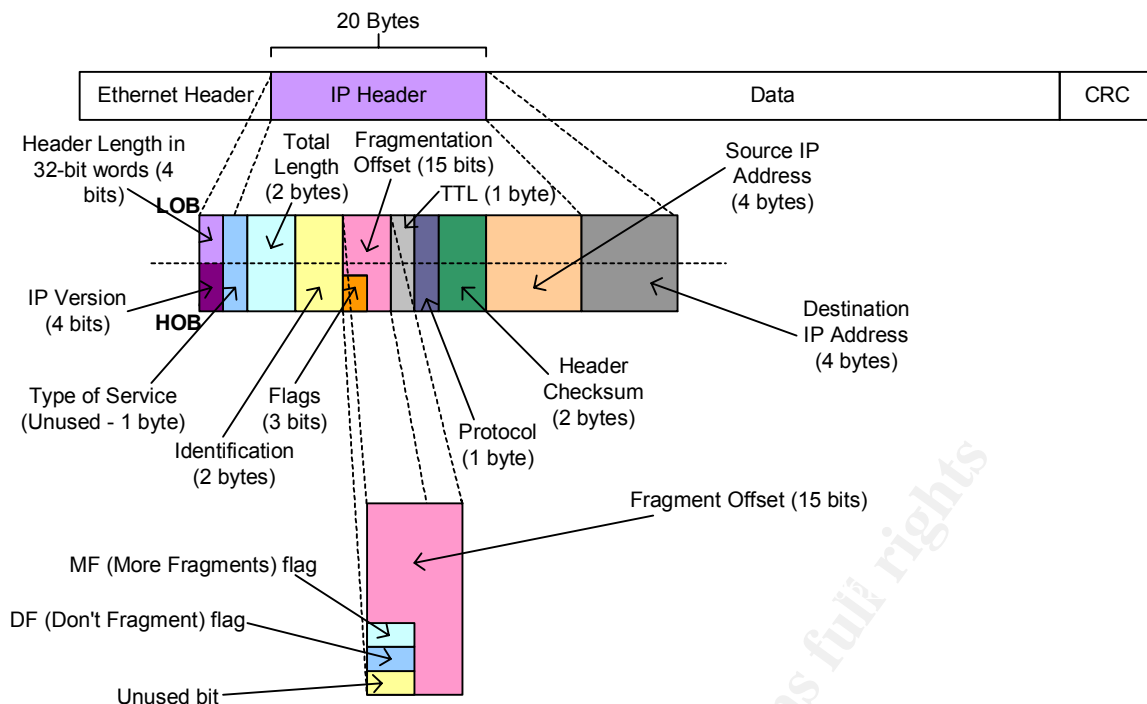 20 Bytes
Ethernet Header
IP Header
Data
CRC
Header Length in
32-bit words (4
bits)
Total
Length
(2 bytes)
Fragmentation
Offset (15 bits)
TTL (1 byte)
Source IP
Address
(4 bytes)
LOB
IP Version
(4 bits)
HOB
Type of Service
(Unused - 1 byte)
Identification
(2 bytes)
Flags
(3 bits)
Protocol
(1 byte)
Header
Checksum
(2 bytes)
Destination
IP Address
(4 bytes)
Fragment Offset (15 bits)
MF (More Fragments) flag
DF (Don't Fragment) flag
Unused bit
full rights